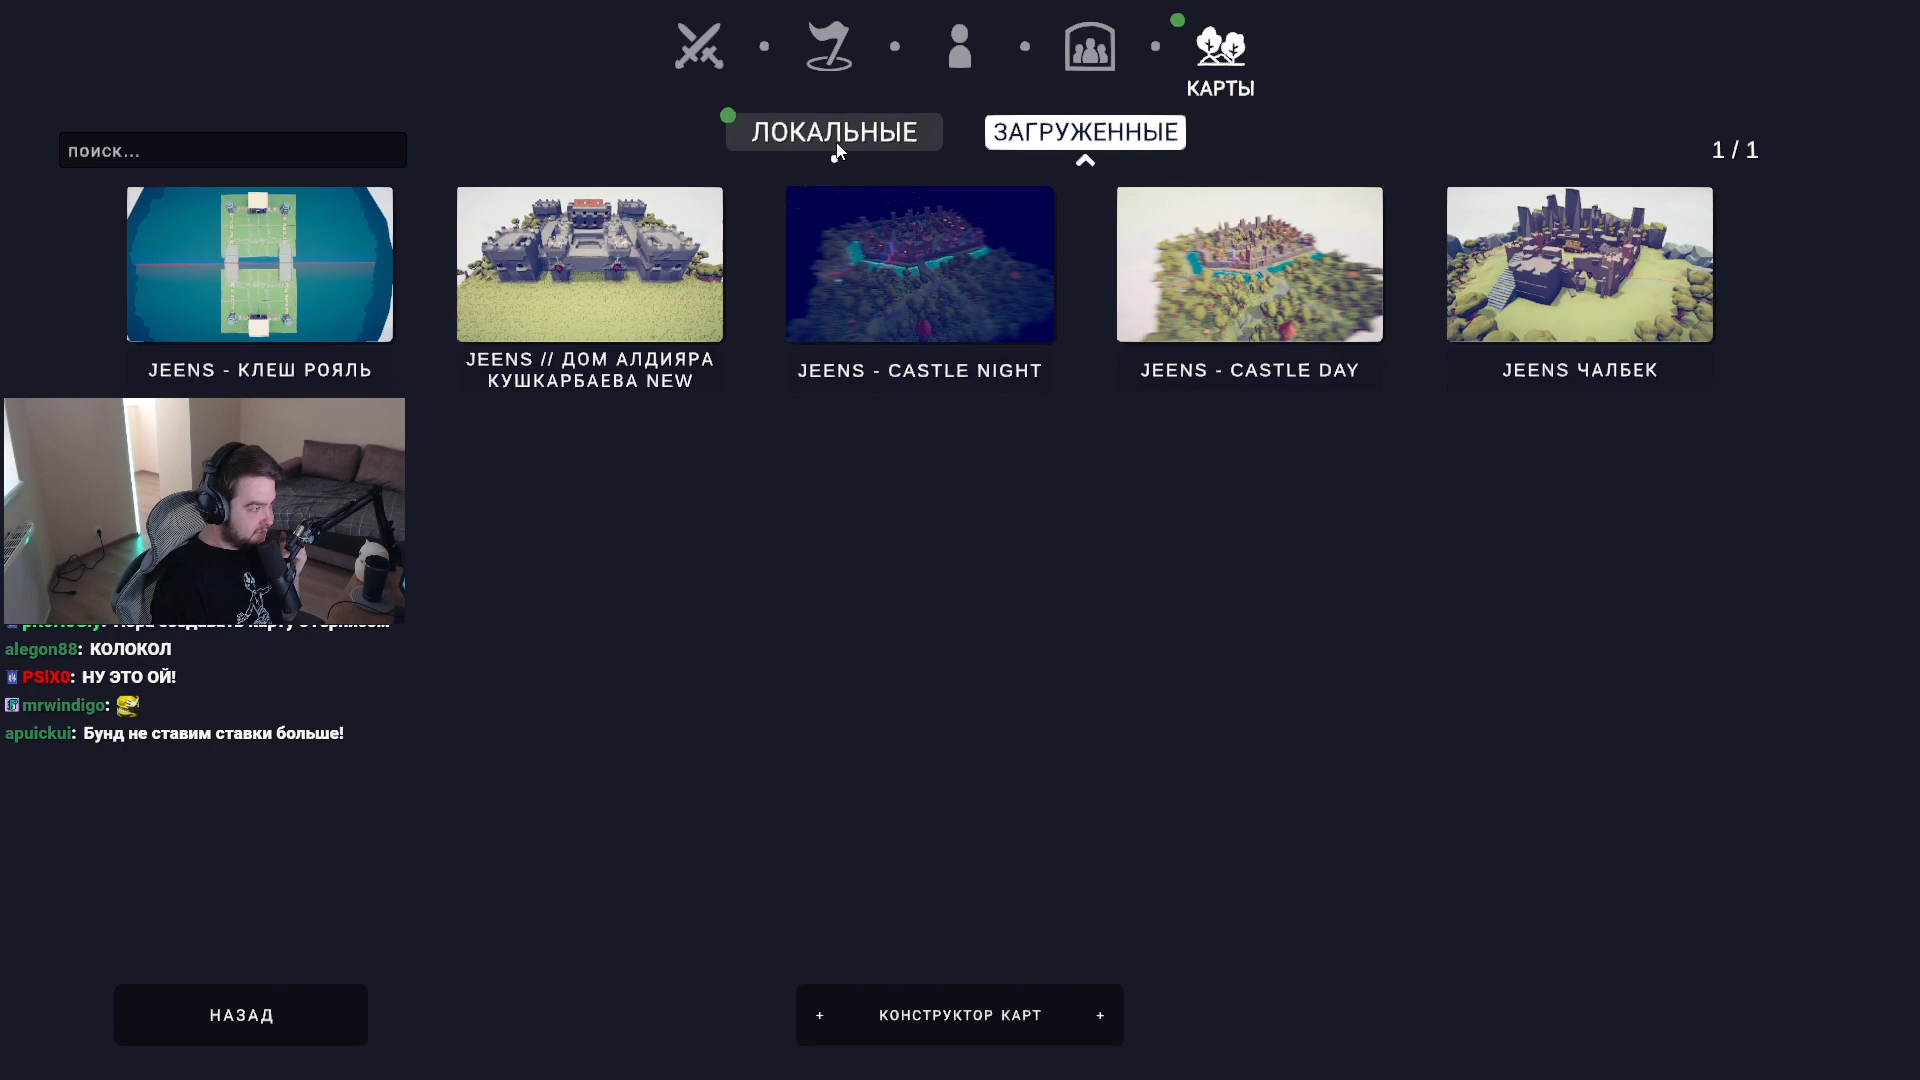 КАРТЫ
ЛОКАЛЬНЫЕ
ЗАГРУЖЕННЫЕ
поиск...
1 / 1
JEENS - КЛЕШ РОЯЛЬ
JEENS // ДОМ АЛДИЯРА
КУШКАРБАЕВА NEW
JEENS - CASTLE NIGHT
JEENS - CASTLE DAY
JEENS ЧАЛБЕК
alegon88: КОЛОКОЛ
PSIX0: НУ ЭТО ОЙ!
mrwindigo:
apuickui: Бунд не ставим ставки больше!
НАЗАД
+ КОНСТРУКТОР КАРТ +